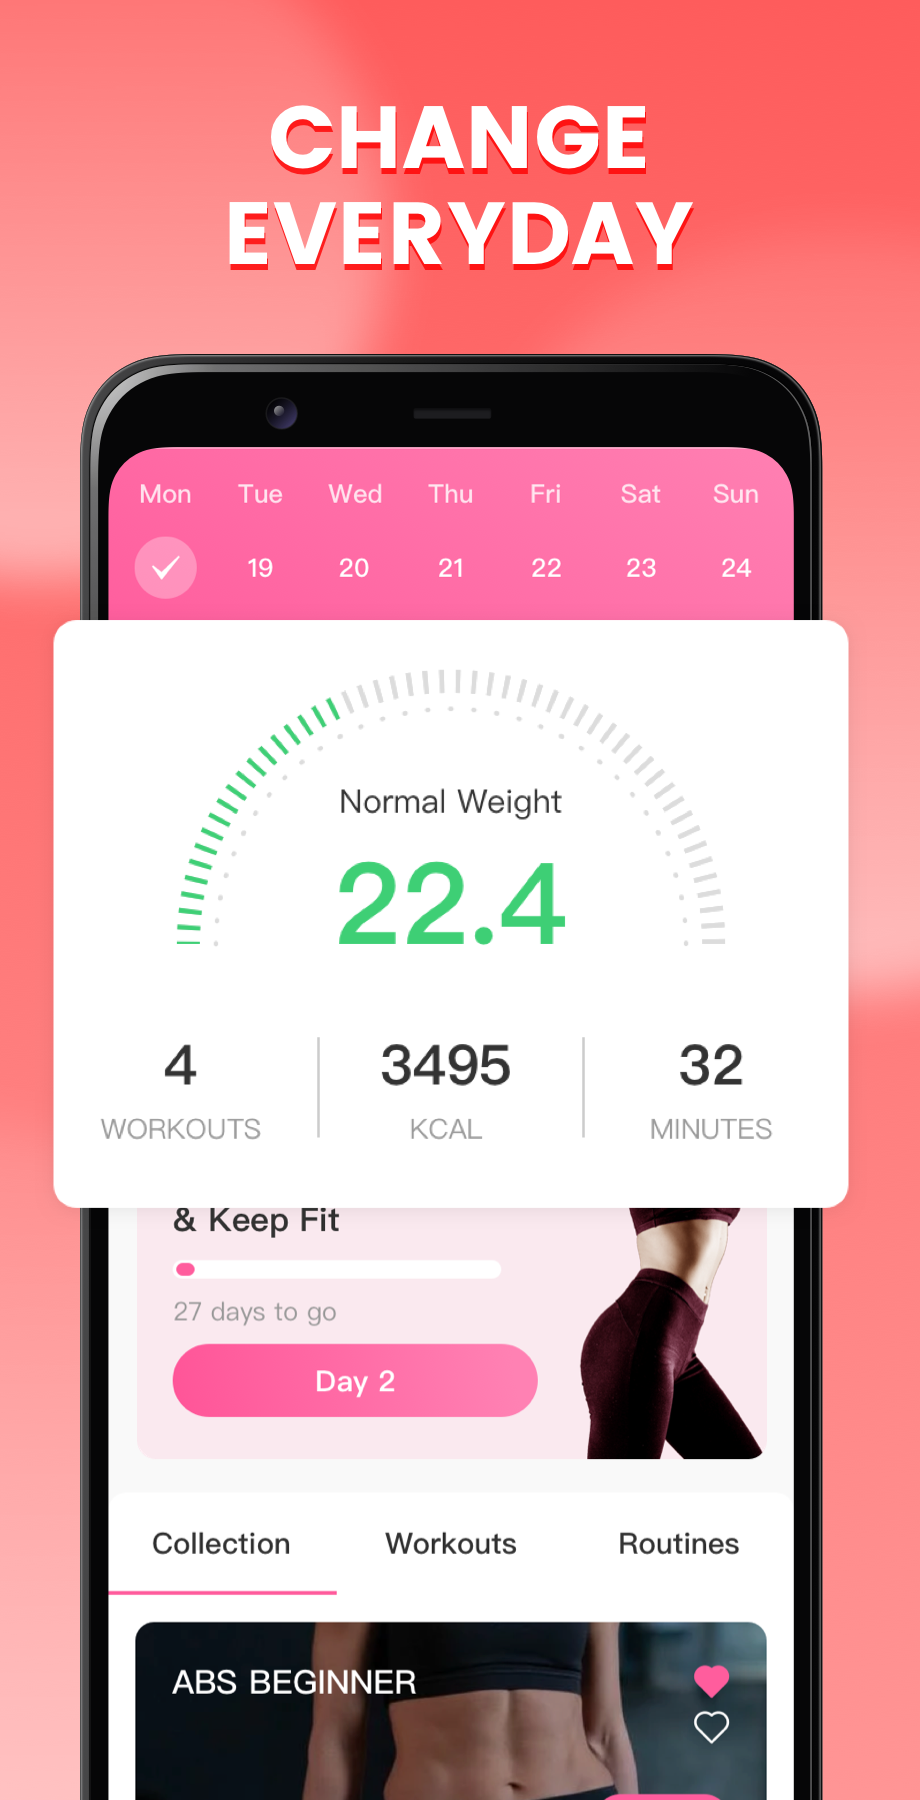 CHANGE
EVERYDAY
Mon Tue Wed Thu Fri Sat Sun
19 20 21 22 23 24
Normal Weight
22.4
4 3495 32
WORKOUTS KCAL MINUTES
& Keep Fit
27 days to go
Day 2
Collection Workouts Routines
ABS BEGINNER